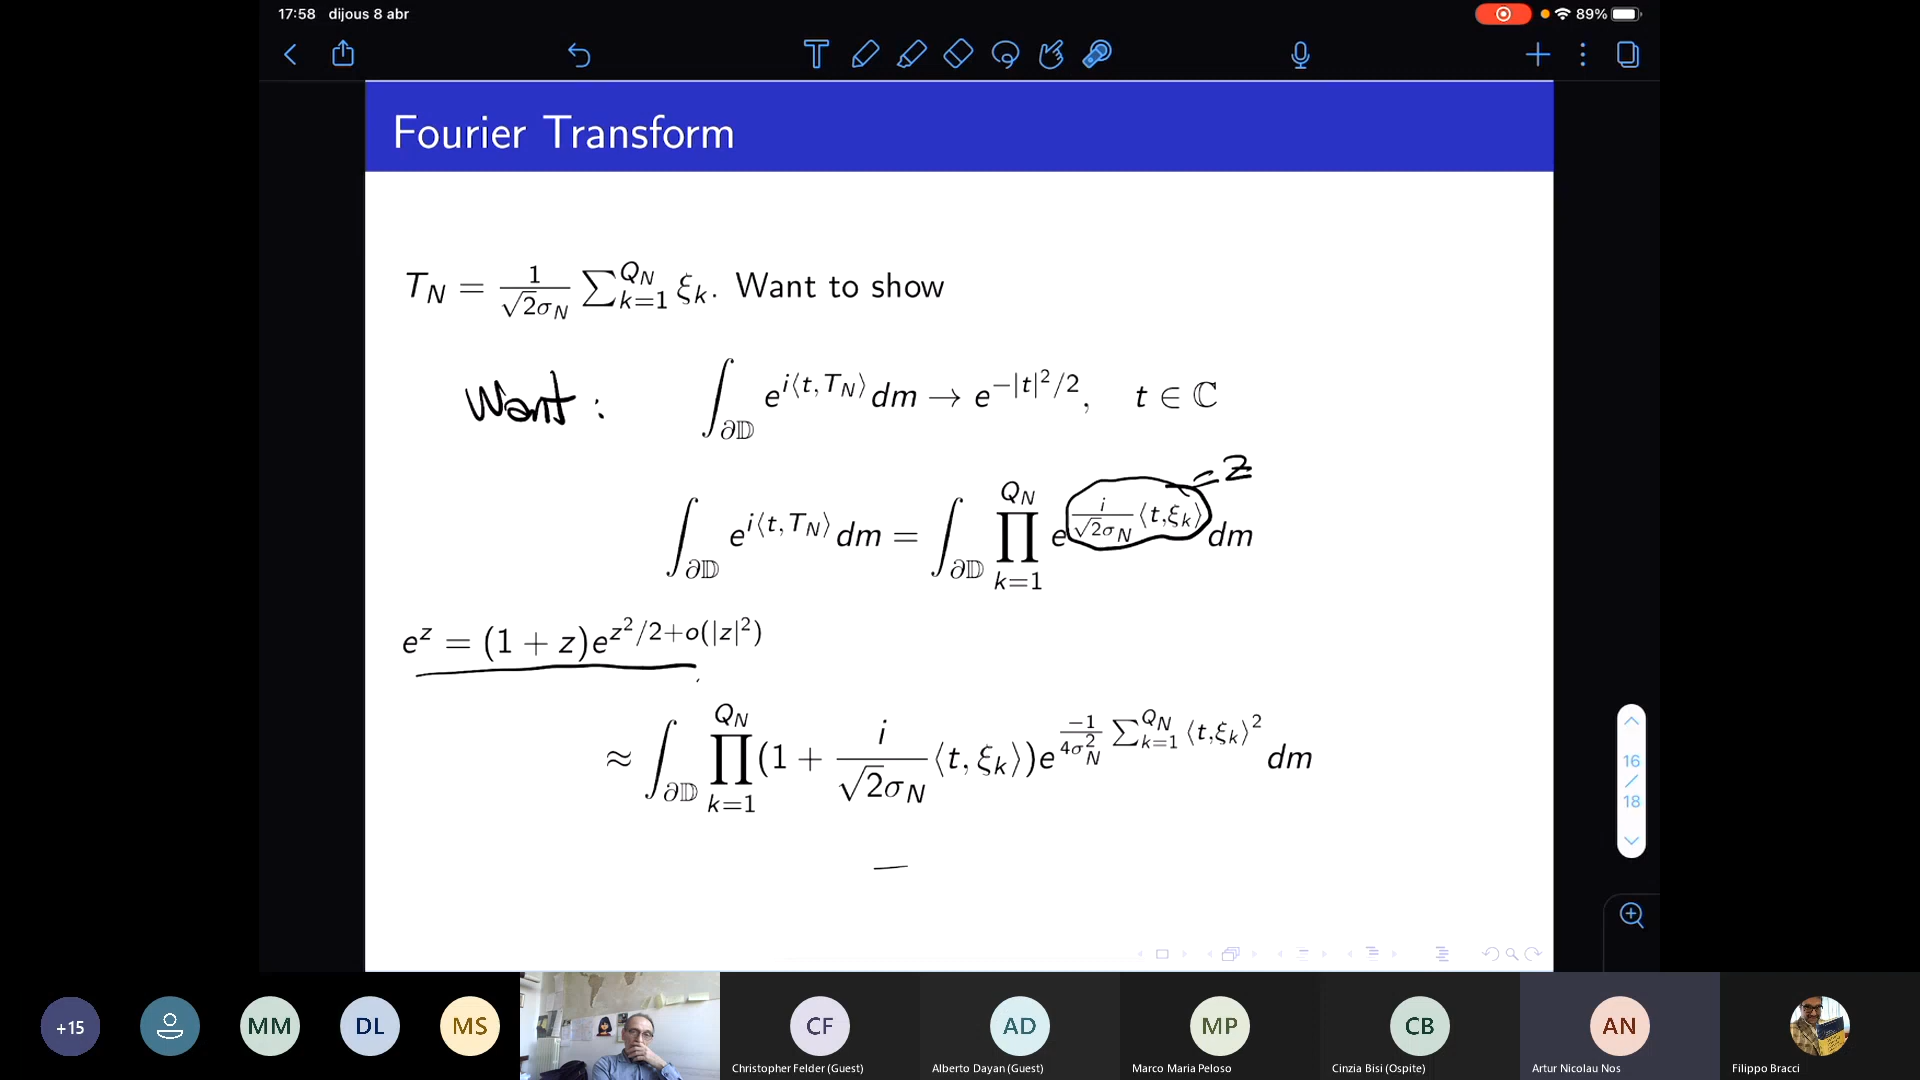 17:58 dijous 8 abr 89%
Fourier Transform
T_N = \frac{1}{\sqrt{2}\sigma_N} \sum_{k=1}^{Q_N} \xi_k. Want to show
Want: \int_{\partial\mathbb{D}} e^{i\langle t, T_N\rangle} dm \to e^{-|t|^2/2}, t \in \mathbb{C}
= z
\int_{\partial\mathbb{D}} e^{i\langle t, T_N\rangle} dm = \int_{\partial\mathbb{D}} \prod_{k=1}^{Q_N} e^{\frac{i}{\sqrt{2}\sigma_N}\langle t, \xi_k\rangle} dm
e^z = (1 + z)e^{z^2/2+o(|z|^2)}
\approx \int_{\partial\mathbb{D}} \prod_{k=1}^{Q_N} (1 + \frac{i}{\sqrt{2}\sigma_N}\langle t, \xi_k\rangle) e^{\frac{-1}{4\sigma_N^2} \sum_{k=1}^{Q_N} \langle t, \xi_k\rangle^2} dm
16
/
18
+15 MM DL MS CF AD MP CB AN
Christopher Felder (Guest) Alberto Dayan (Guest) Marco Maria Peloso Cinzia Bisi (Ospite) Artur Nicolau Nos Filippo Bracci